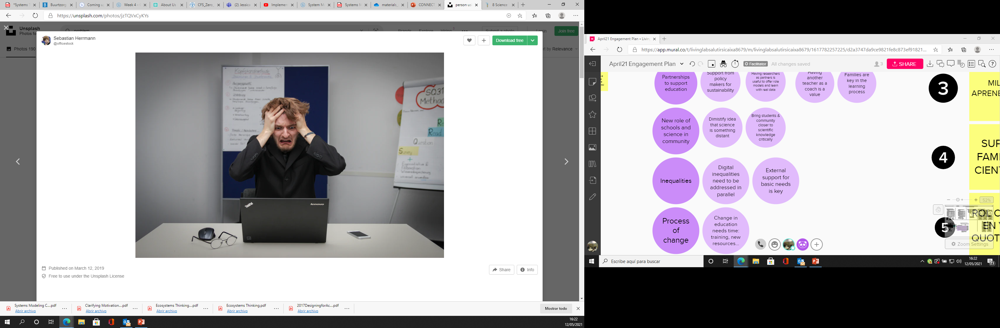 *Systems T
Buurtzorg
Coming u
Week 4 - C
About Us
CFS_Zero_
(2) Jessica
Implemen
System M
Systems M
materials_
CONNECT
person us
8 Science
https://unsplash.com/photos/jzTQVxCyKYs
Unsplash
Photos fo
problem
Brands
Explore
Hiring
3
Submit a photo
Login
Join free
Photos 190
rt by Relevance
Sebastian Herrmann
@officestock
Download free
Kopfstandmethode
SQ3R
Method
Read
Question
Survey
ThinkPad
lenovo
Published on March 12, 2019
Free to use under the Unsplash License
Share
Info
Systems Modeling C....pdf
Abrir archivo
Clarifying Motivation....pdf
Abrir archivo
Ecosystems Thinking....pdf
Abrir archivo
Ecosystems Thinking.pdf
Abrir archivo
2017DesigningforAc....pdf
Abrir archivo
Mostrar todo
16:22
12/05/2021
April21 Engagement Plan • Livin
https://app.mural.co/t/livinglabsalutirsicaixa8679/m/livinglabsalutirsicaixa8679/1617782257225/d2a3747da9ce9821fe8c873ef91821...
April21 Engagement Plan
Facilitator
All changes saved
3
SHARE
Partnerships
to support
education
Support from
policy
makers for
sustainability
Having researchers
as partners is
useful to offer role
models and learn
with real data
Having
another
teacher as a
coach is a
value
Families are
key in the
learning
process
New role of
schools and
science in
community
Dimistify idea
that science
is something
distant
Bring students &
community
closer to
scientific
knowledge
critically
Inequalities
Digital
inequalities
need to be
addressed in
parallel
External
support for
basic needs
is key
Process
of
change
Change in
education
needs time:
training, new
resources...
3
MIL
APRENE
4
SUP
FAMI
CIENT
5
ROL C
EN V
QUOT
52%
Zoom Settings
Escribe aquí para buscar
16:22
12/05/2021
23